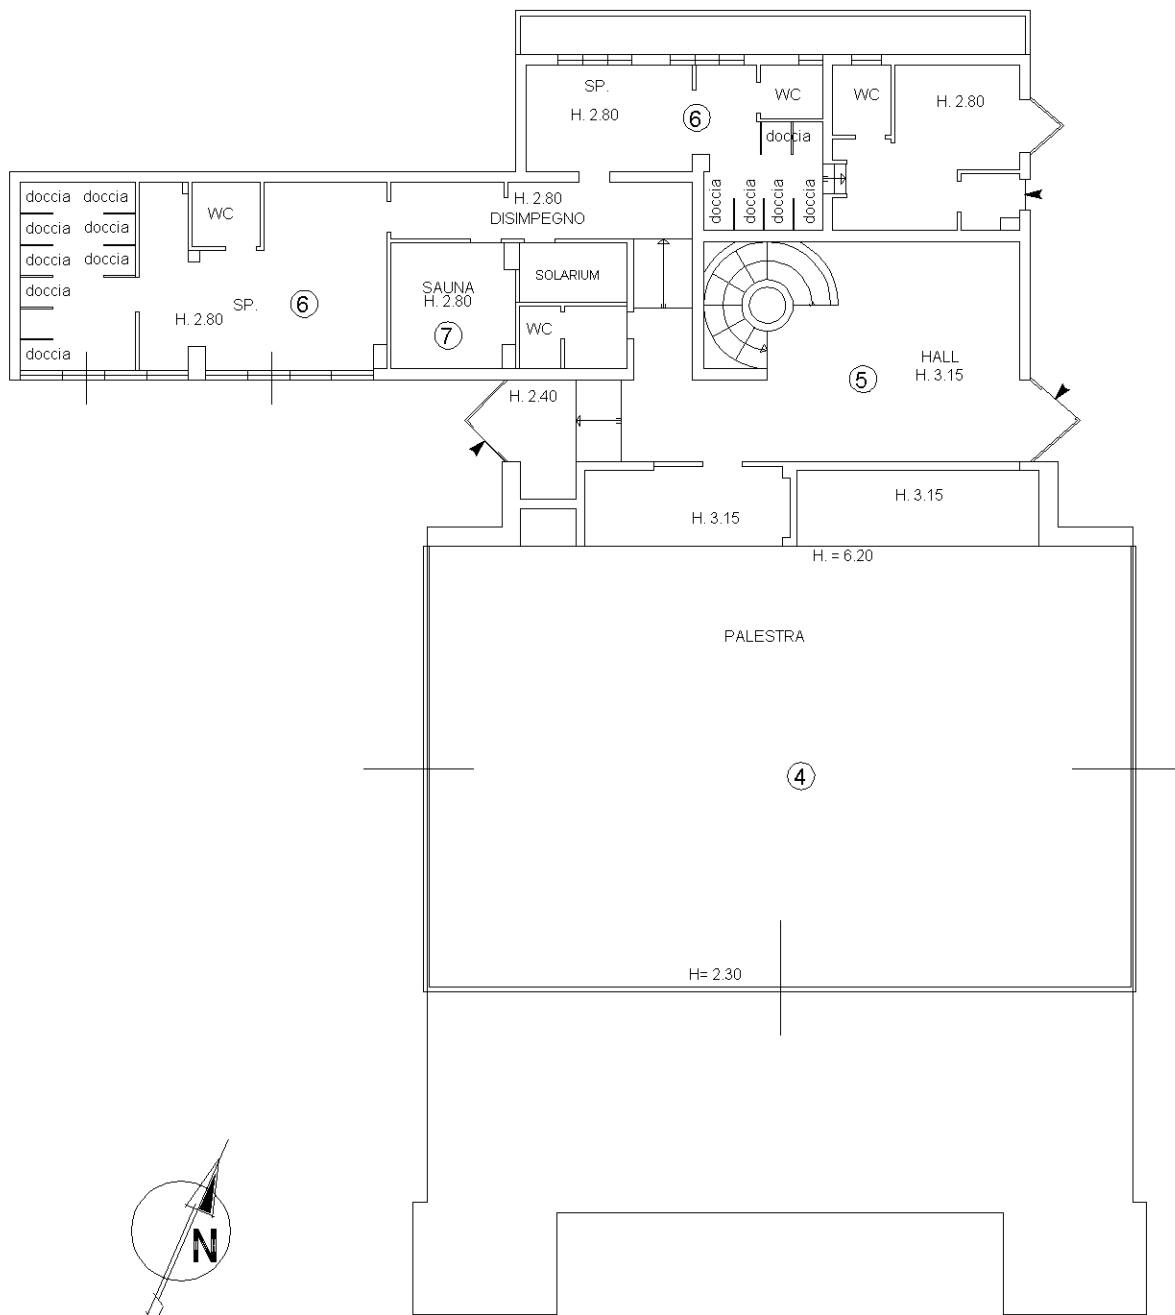 SP.
H. 2.80
6
WC
WC
H. 2.80
doccia
doccia
doccia
doccia
doccia
doccia doccia
doccia doccia
doccia doccia
doccia
doccia
WC
H. 2.80
DISIMPEGNO
SP.
6
H. 2.80
SAUNA
H. 2.80
7
SOLARIUM
WC
HALL
H. 3.15
5
H. 2.40
H. 3.15
H. 3.15
H. = 6.20
PALESTRA
4
H= 2.30
N